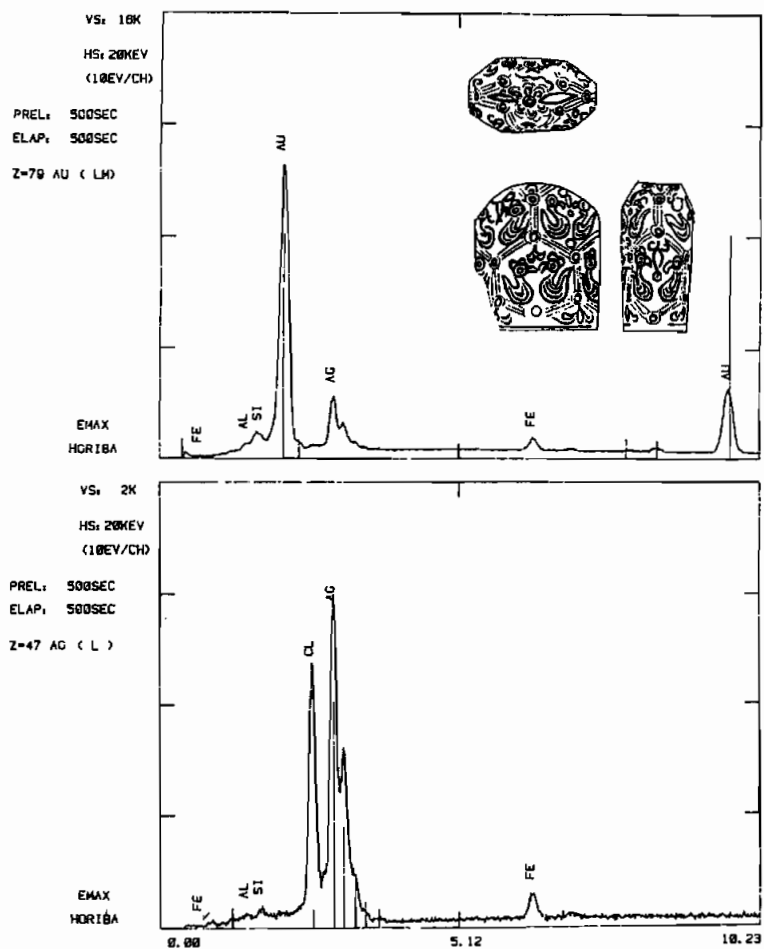 VS: 16K
HS: 20KEV
(10EV/CH)
PREL: 500SEC
ELAP: 500SEC
Z=79 AU ( LM)
AU
AG
AL
SI
FE
FE
AU
EMAX
HORIBA
VS: 2K
HS: 20KEV
(10EV/CH)
PREL: 500SEC
ELAP: 500SEC
Z=47 AG ( L )
AG
CL
FE
AL
SI
FE
EMAX
HORIBA
0.00
5.12
10.23